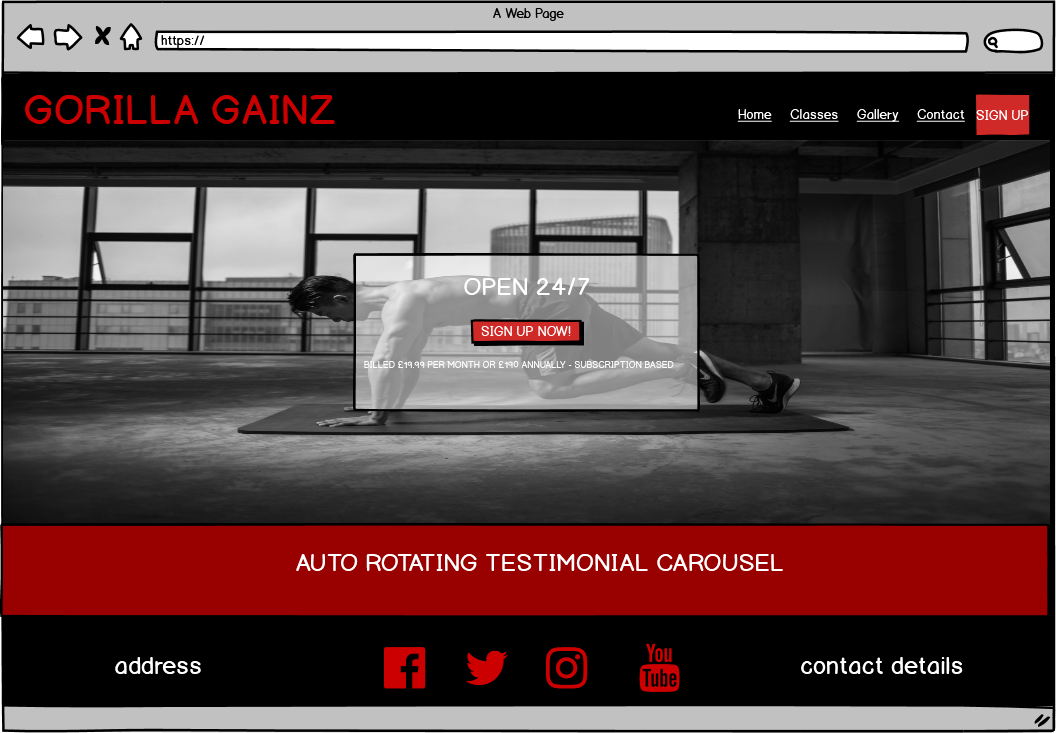 A Web Page
https://
GORILLA GAINZ
Home Classes Gallery Contact SIGN UP
OPEN 24/7
SIGN UP NOW!
BILLED £19.99 PER MONTH OR £190 ANNUALLY - SUBSCRIPTION BASED
AUTO ROTATING TESTIMONIAL CAROUSEL
address
You
Tube
contact details